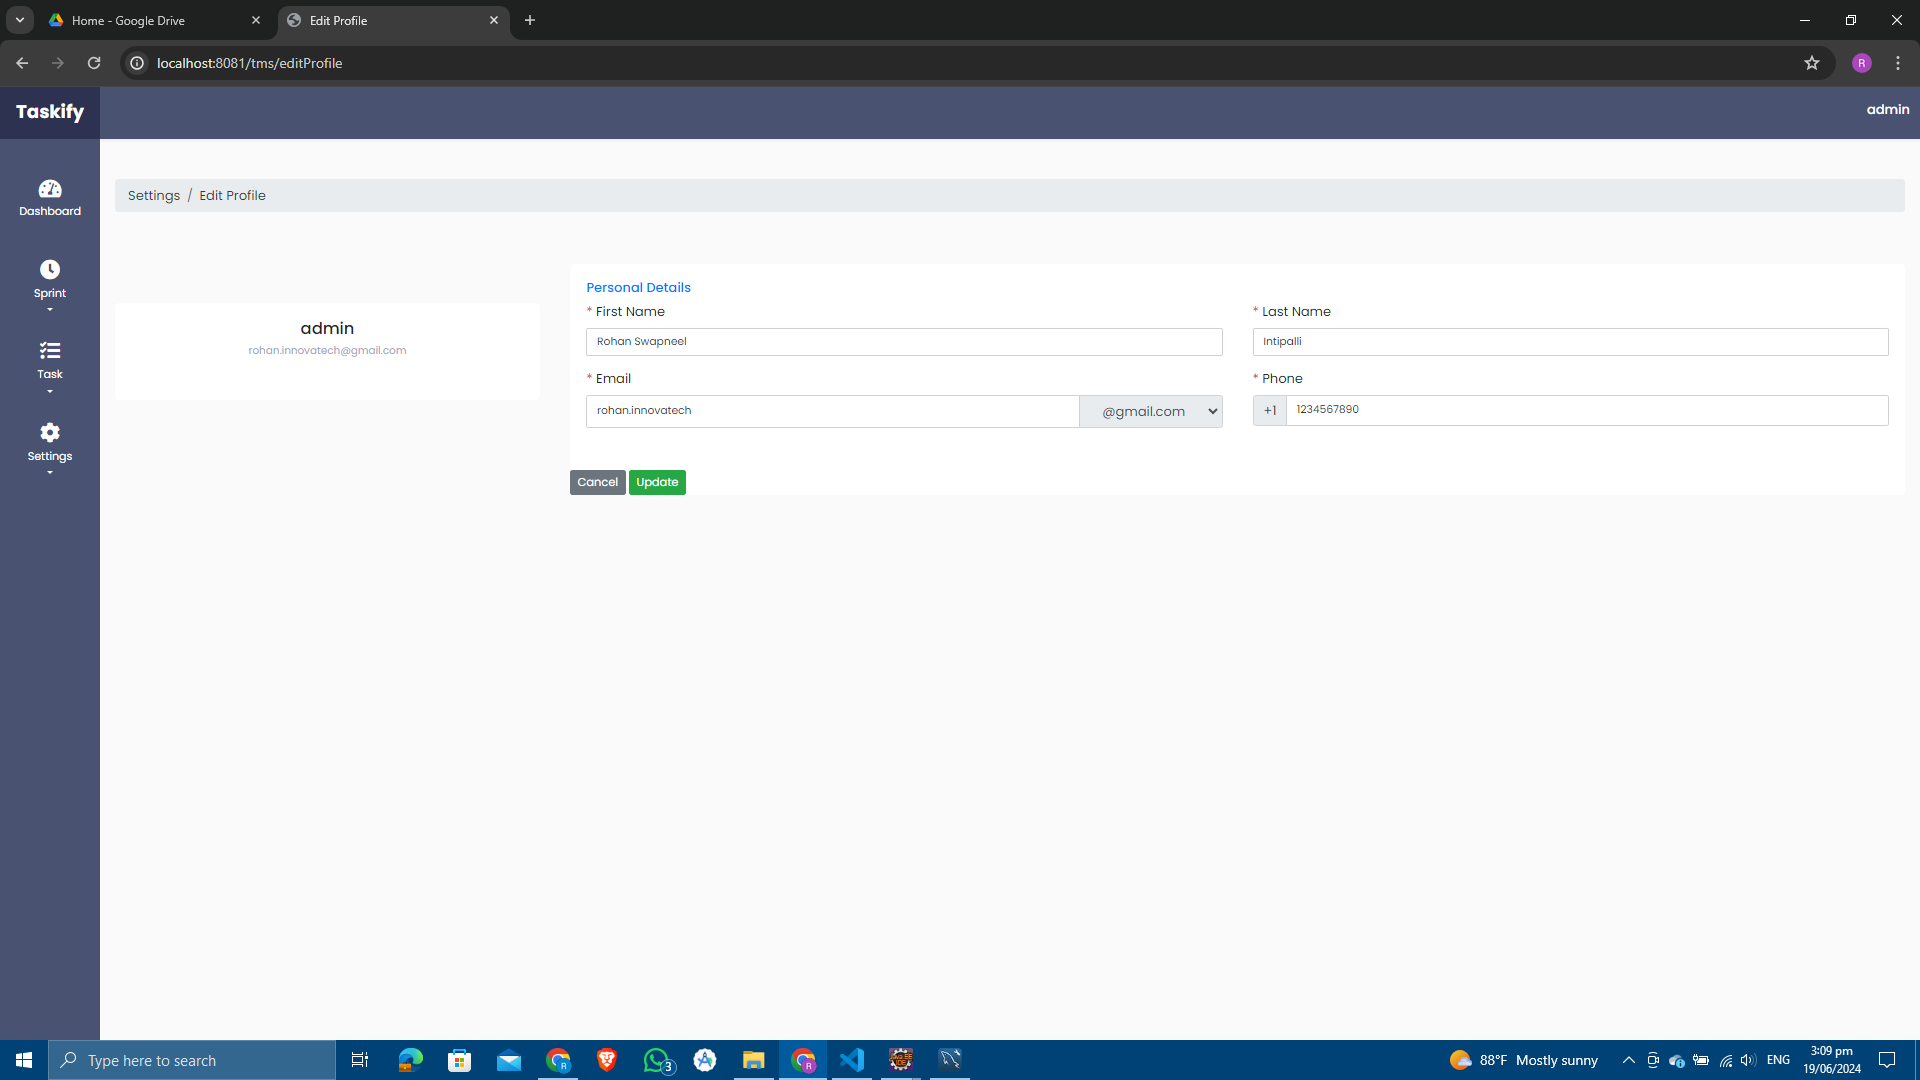 Home - Google Drive
Edit Profile
localhost:8081/tms/editProfile
R
Taskify
admin
Dashboard
Sprint
Task
Settings
Settings / Edit Profile
admin
rohan.innovatech@gmail.com
Personal Details
* First Name
* Last Name
Rohan Swapneel
Intipalli
* Email
* Phone
rohan.innovatech
@gmail.com
+1
1234567890
Cancel
Update
Type here to search
R
3
R
88°F Mostly sunny
ENG
3:09 pm
19/06/2024